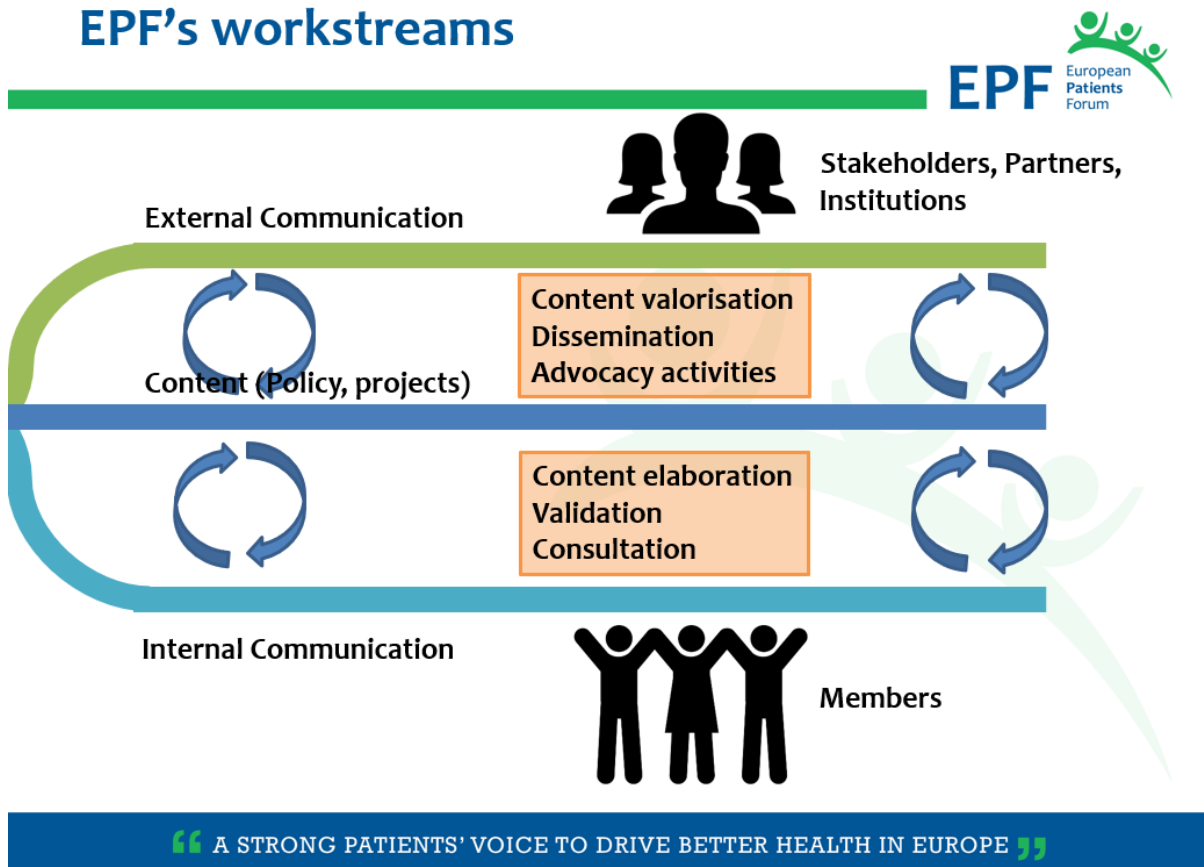 EPF's workstreams
EPF
European
Patients
Forum
Stakeholders, Partners,
Institutions
External Communication
Content valorisation
Dissemination
Advocacy activities
Content (Policy, projects)
Content elaboration
Validation
Consultation
Internal Communication
Members
“ A STRONG PATIENTS' VOICE TO DRIVE BETTER HEALTH IN EUROPE ”